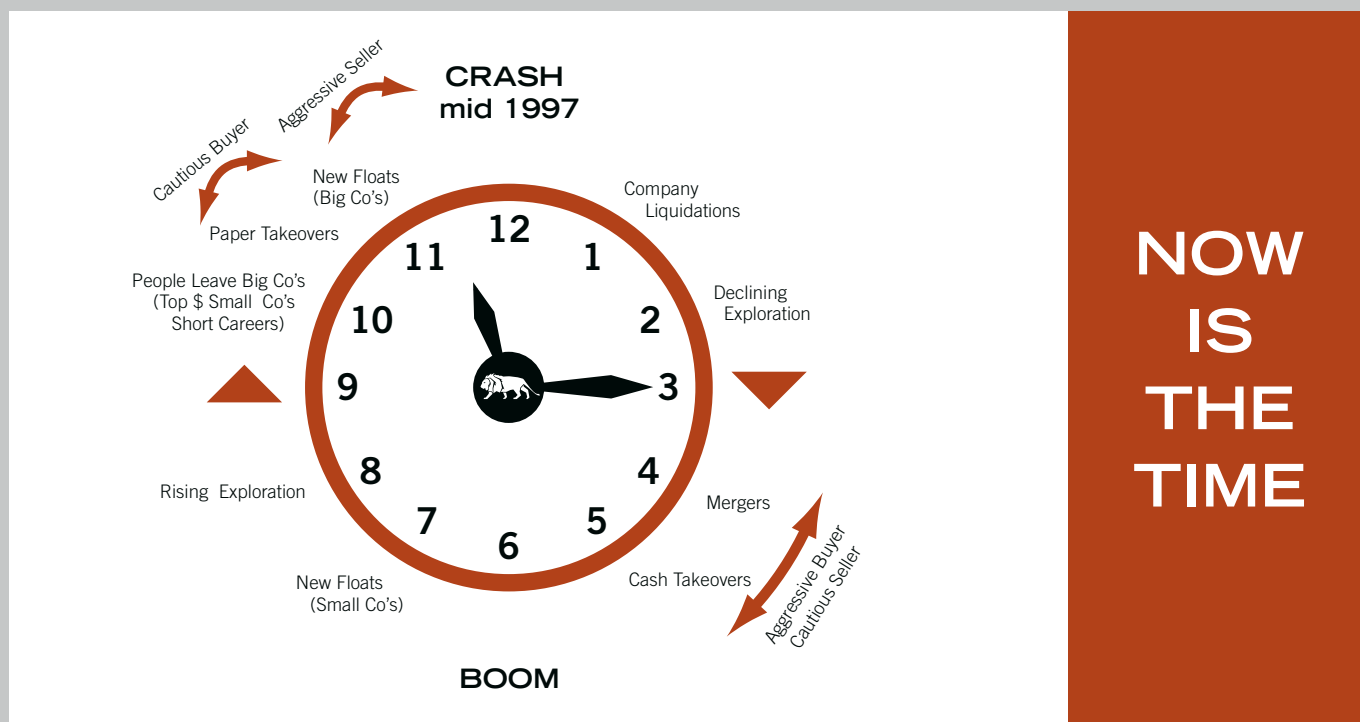 CRASH
mid 1997
Aggressive Seller
Cautious Buyer
New Floats
(Big Co's)
Paper Takeovers
People Leave Big Co's
(Top $ Small Co's
Short Careers)
Rising Exploration
New Floats
(Small Co's)
Company
Liquidations
Declining
Exploration
Mergers
Cash Takeovers
Aggressive Buyer
Cautious Seller
12
1
2
3
4
5
6
7
8
9
10
11
BOOM
NOW
IS
THE
TIME